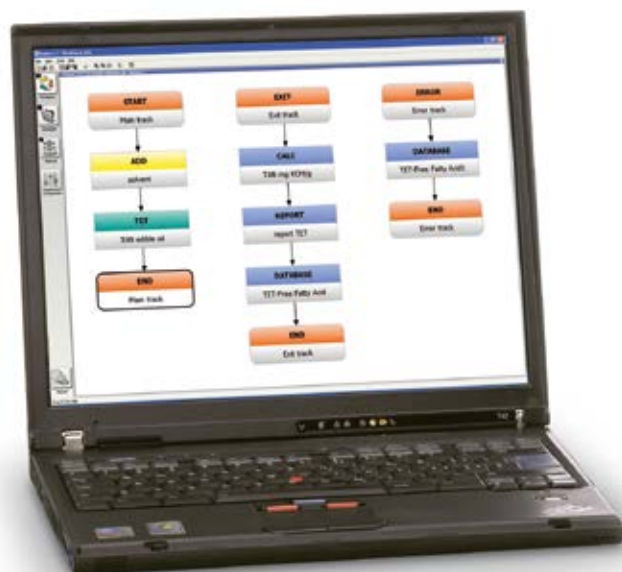 START
Main track
ADD
solvent
TET
TAN edible oil
END
Main track
EXIT
Exit track
CALC
TAN mg KOH/g
REPORT
report TET
DATABASE
TET-Free Fatty Acid
END
Exit track
ERROR
Error track
DATABASE
TET-Free Fatty Acid
END
Error track
T42